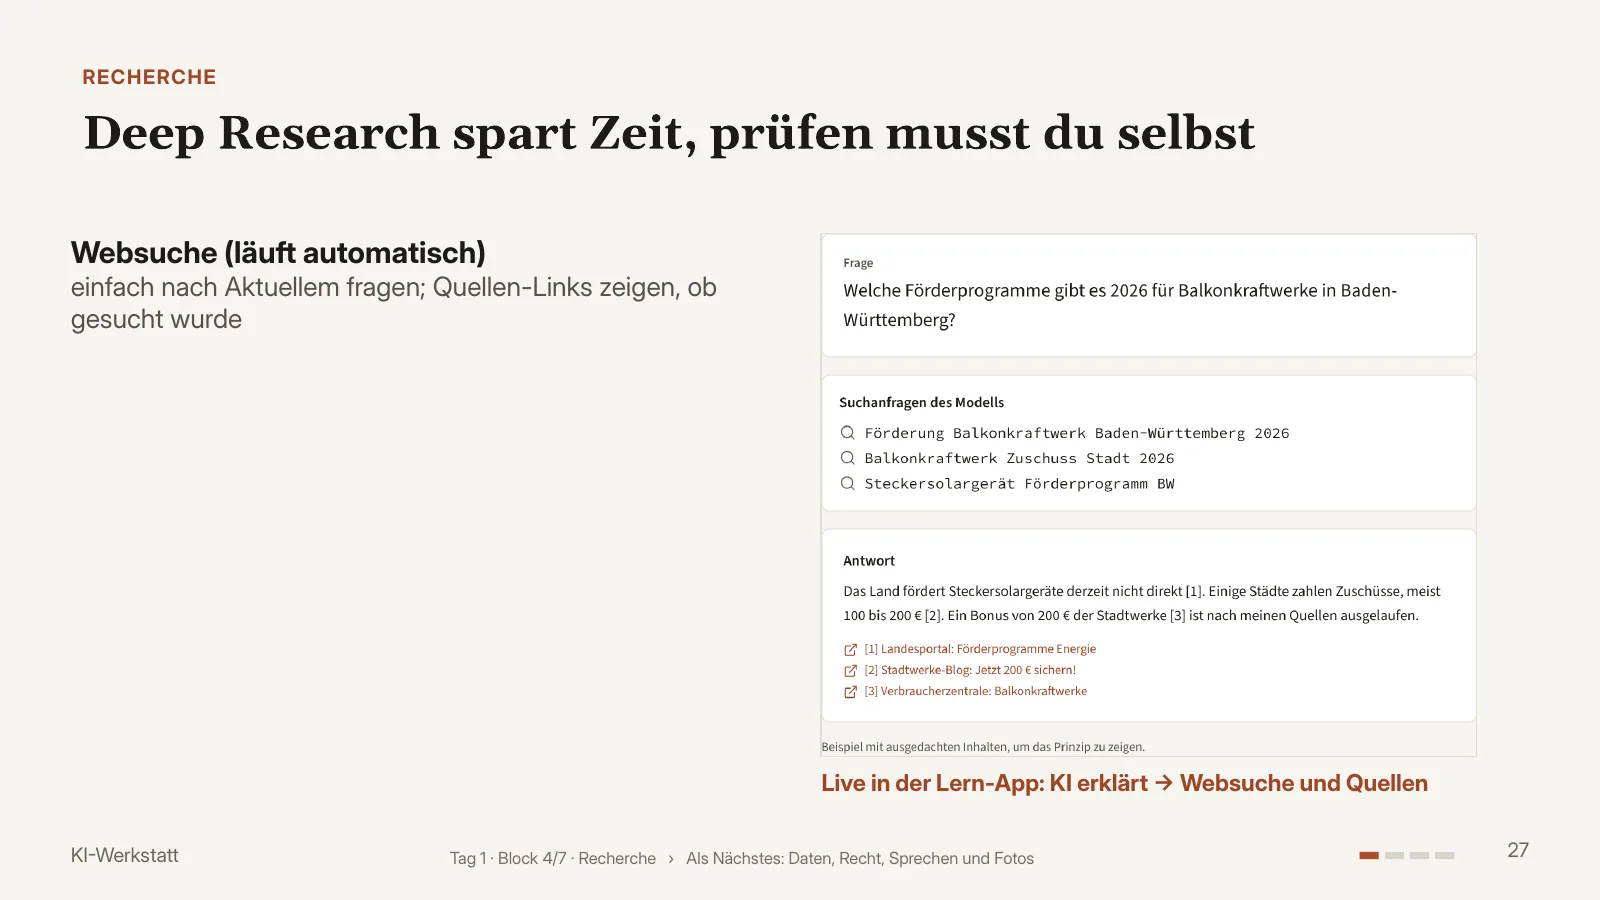 RECHERCHE
Deep Research spart Zeit, prüfen musst du selbst
Websuche (läuft automatisch)
einfach nach Aktuellem fragen; Quellen-Links zeigen, ob
gesucht wurde
Frage
Welche Förderprogramme gibt es 2026 für Balkonkraftwerke in Baden-
Württemberg?
Suchanfragen des Modells
Förderung Balkonkraftwerk Baden-Württemberg 2026
Balkonkraftwerk Zuschuss Stadt 2026
Steckersolargerät Förderprogramm BW
Antwort
Das Land fördert Steckersolargeräte derzeit nicht direkt [1]. Einige Städte zahlen Zuschüsse, meist
100 bis 200 € [2]. Ein Bonus von 200 € der Stadtwerke [3] ist nach meinen Quellen ausgelaufen.
[1] Landesportal: Förderprogramme Energie
[2] Stadtwerke-Blog: Jetzt 200 € sichern!
[3] Verbraucherzentrale: Balkonkraftwerke
Beispiel mit ausgedachten Inhalten, um das Prinzip zu zeigen.
Live in der Lern-App: KI erklärt → Websuche und Quellen
KI-Werkstatt
Tag 1 · Block 4/7 · Recherche › Als Nächstes: Daten, Recht, Sprechen und Fotos
27